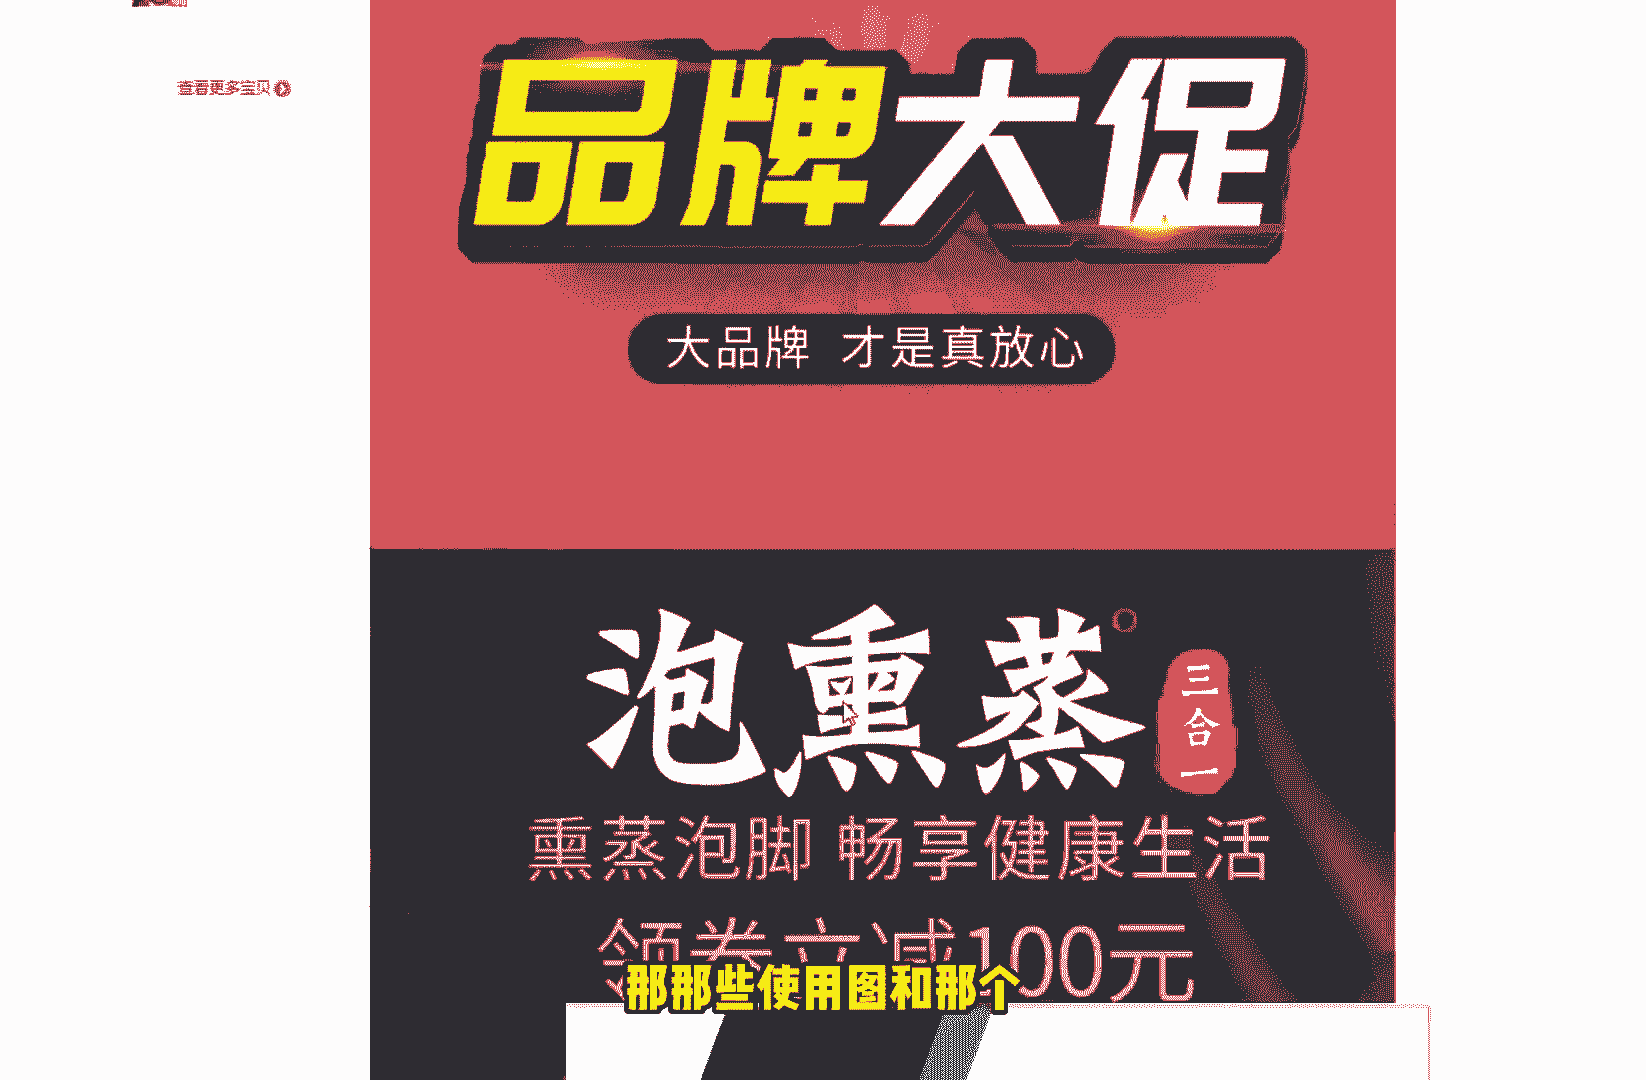 查看更多宝贝
品牌大促
大品牌 才是真放心
泡熏蒸
三合一
熏蒸泡脚 畅享健康生活
领券立减100元
那那些使用图和那个